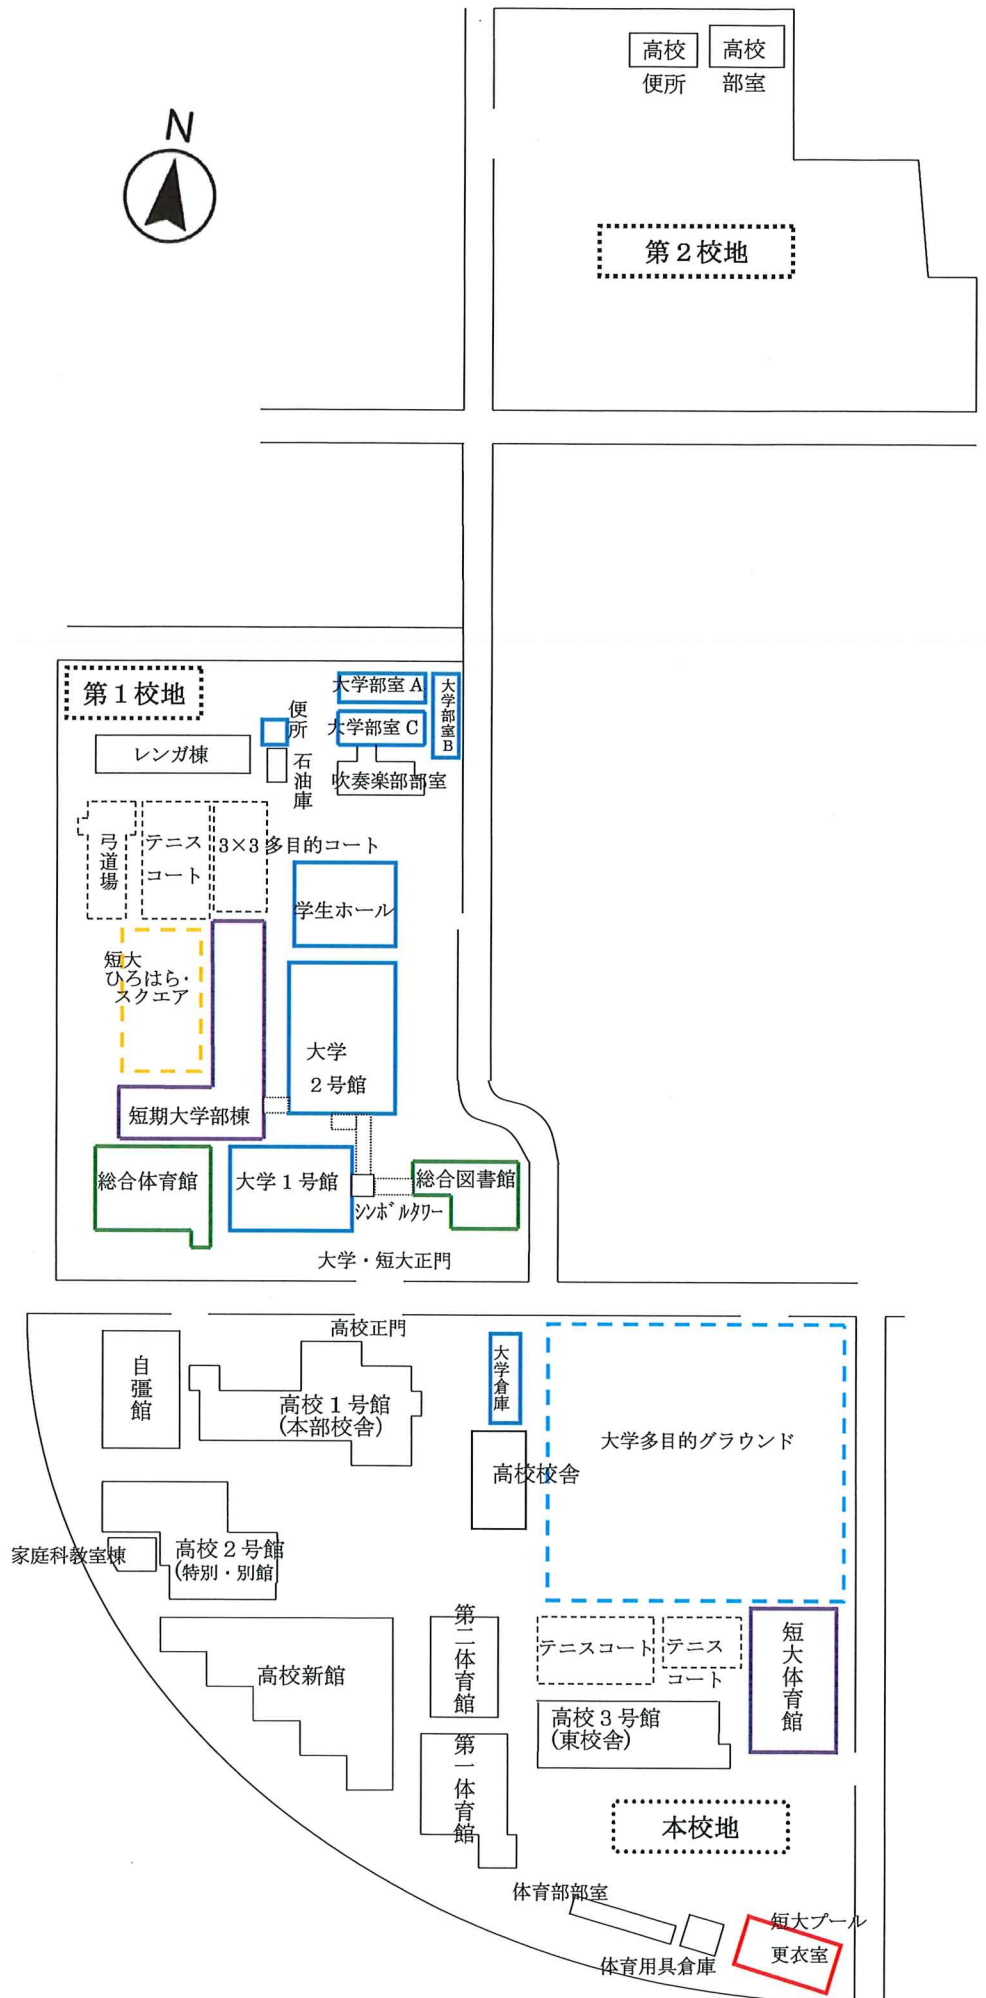 高校
便所
高校
部室
N
第2校地
第1校地
大学部室 A
大学部室B
便所
大学部室 C
レンガ棟
石油庫
吹奏楽部部室
弓道場
テニス
コート
3×3 多目的コート
学生ホール
短大
ひろはら・
スクエア
大学
2号館
短期大学部棟
総合体育館
大学1号館
総合図書館
シンボルタワー
大学・短大正門
高校正門
自彊館
高校1号館
(本部校舎)
大学倉庫
大学多目的グラウンド
高校校舎
家庭科教室棟
高校2号館
(特別・別館
高校新館
第二体育館
テニスコート
テニス
コート
短大体育館
高校3号館
(東校舎)
第一体育館
本校地
体育部部室
体育用具倉庫
短大プール
更衣室